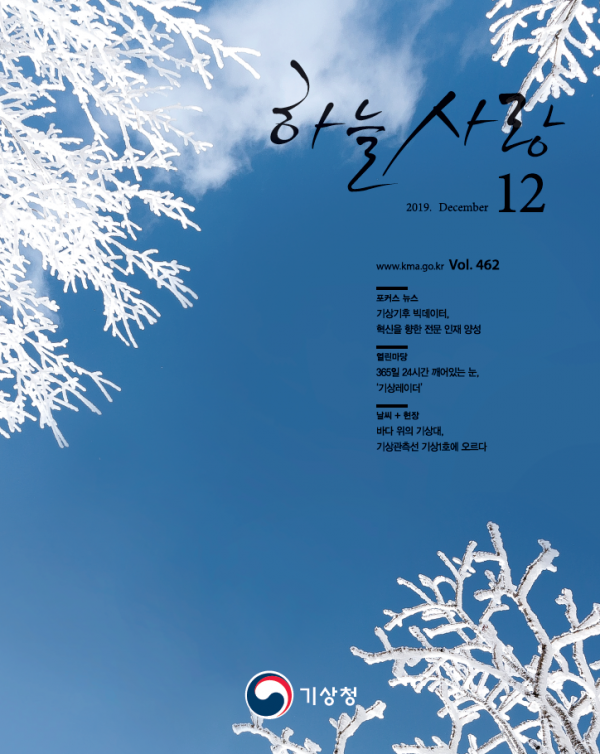 하늘사랑
2019. December 12
www.kma.go.kr Vol. 462
포커스 뉴스
기상기후 빅데이터,
혁신을 향한 전문 인재 양성
열린마당
365일 24시간 깨어있는 눈,
'기상레이더'
날씨 + 현장
바다 위의 기상대,
기상관측선 기상1호에 오르다
기상청